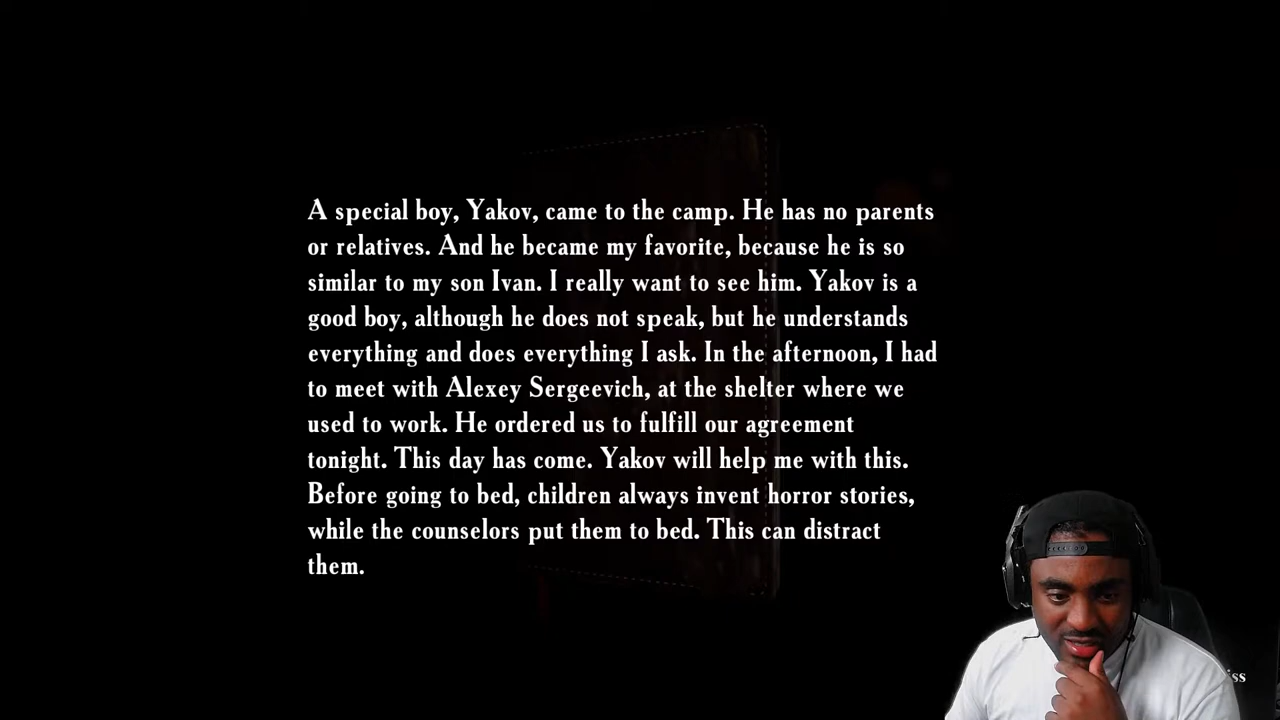 A special boy, Yakov, came to the camp. He has no parents
or relatives. And he became my favorite, because he is so
similar to my son Ivan. I really want to see him. Yakov is a
good boy, although he does not speak, but he understands
everything and does everything I ask. In the afternoon, I had
to meet with Alexey Sergeevich, at the shelter where we
used to work. He ordered us to fulfill our agreement
tonight. This day has come. Yakov will help me with this.
Before going to bed, children always invent horror stories,
while the counselors put them to bed. This can distract
them.